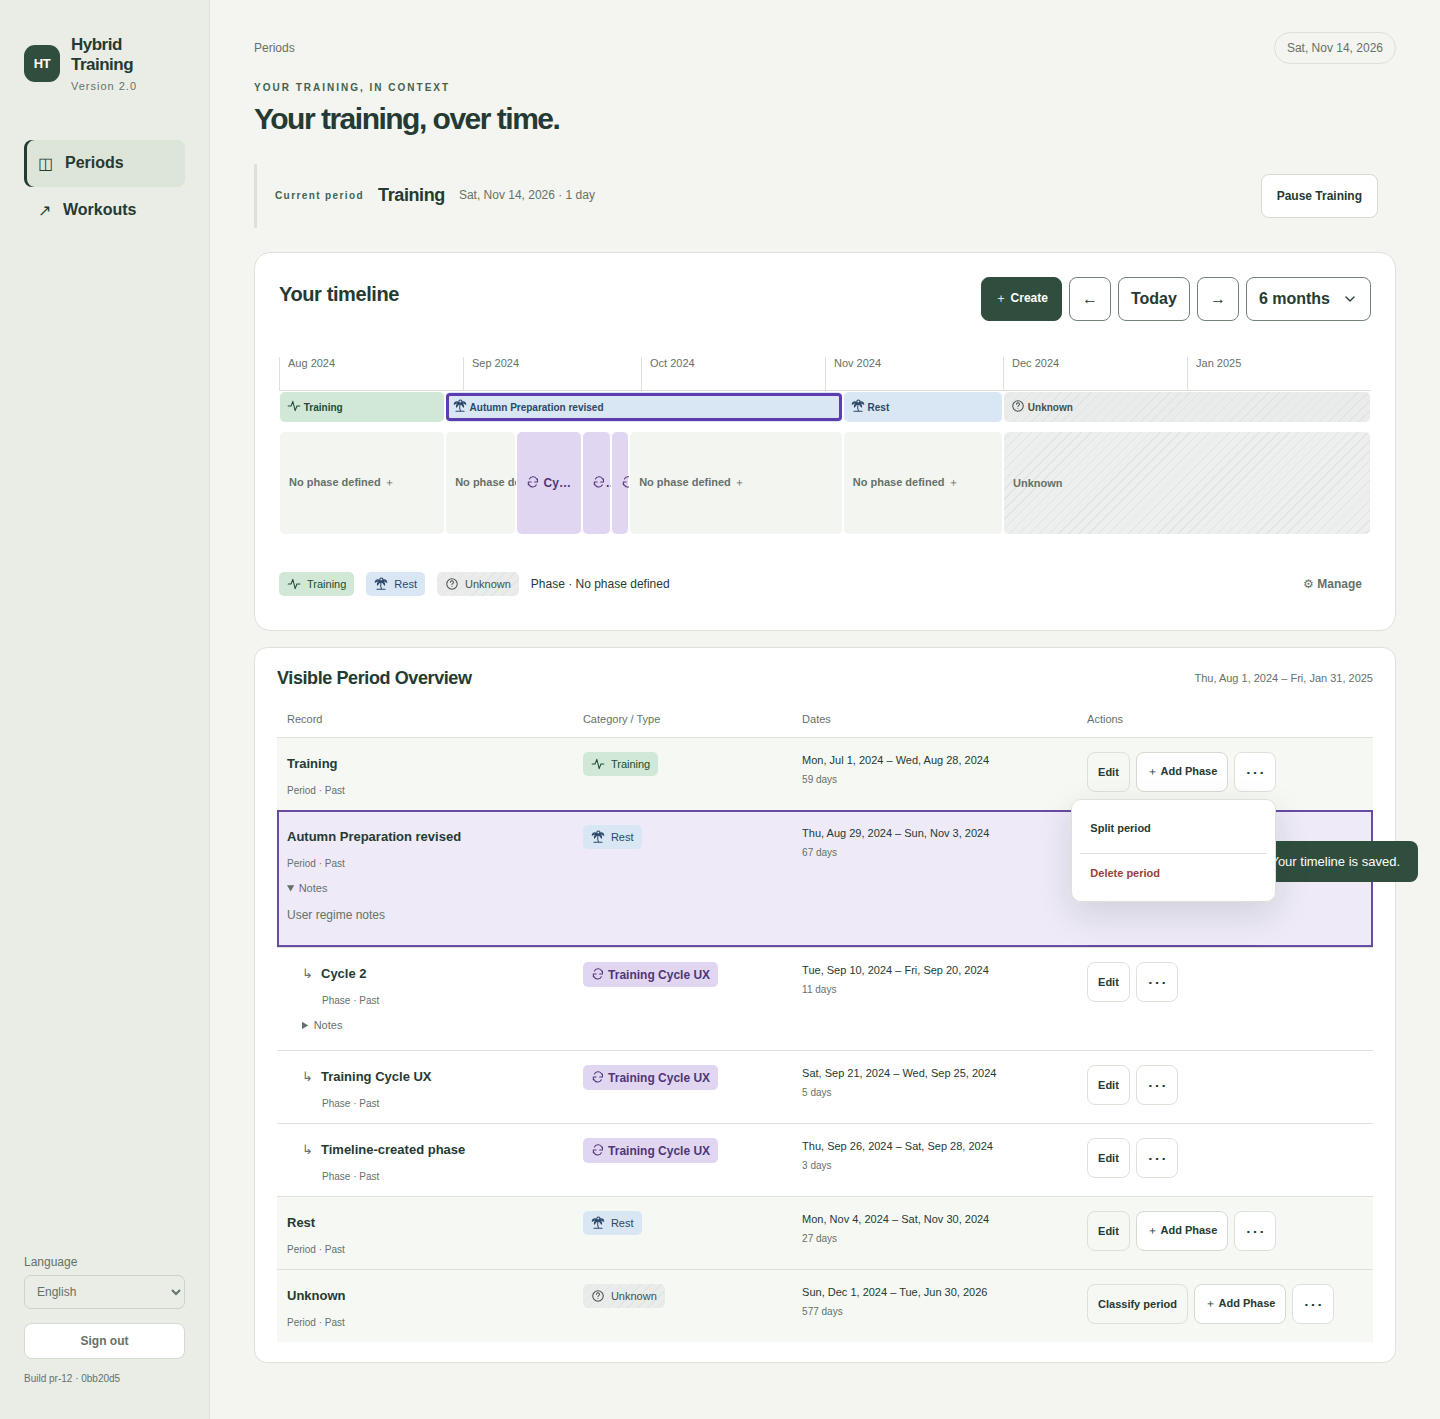 HT
Hybrid
Training
Version 2.0
Periods
Workouts
Language
English
Sign out
Build pr-12 · 0bb20d5
Periods
Sat, Nov 14, 2026
YOUR TRAINING, IN CONTEXT
Your training, over time.
Current period Training Sat, Nov 14, 2026 · 1 day
Pause Training
Your timeline
+ Create ← Today → 6 months
Aug 2024 Sep 2024 Oct 2024 Nov 2024 Dec 2024 Jan 2025
Training Autumn Preparation revised Rest Unknown
No phase defined + No phase de Cy... No phase defined + No phase defined + Unknown
Training Rest Unknown Phase · No phase defined
⚙ Manage
Visible Period Overview
Thu, Aug 1, 2024 – Fri, Jan 31, 2025
Record Category / Type Dates Actions
Training Training Mon, Jul 1, 2024 – Wed, Aug 28, 2024 Edit + Add Phase ···
Period · Past 59 days
Split period
Delete period
Autumn Preparation revised Rest Thu, Aug 29, 2024 – Sun, Nov 3, 2024
Period · Past 67 days
▼ Notes
User regime notes
Your timeline is saved.
↳ Cycle 2 Training Cycle UX Tue, Sep 10, 2024 – Fri, Sep 20, 2024 Edit ···
Phase · Past 11 days
▶ Notes
↳ Training Cycle UX Training Cycle UX Sat, Sep 21, 2024 – Wed, Sep 25, 2024 Edit ···
Phase · Past 5 days
↳ Timeline-created phase Training Cycle UX Thu, Sep 26, 2024 – Sat, Sep 28, 2024 Edit ···
Phase · Past 3 days
Rest Rest Mon, Nov 4, 2024 – Sat, Nov 30, 2024 Edit + Add Phase ···
Period · Past 27 days
Unknown Unknown Sun, Dec 1, 2024 – Tue, Jun 30, 2026 Classify period + Add Phase ···
Period · Past 577 days